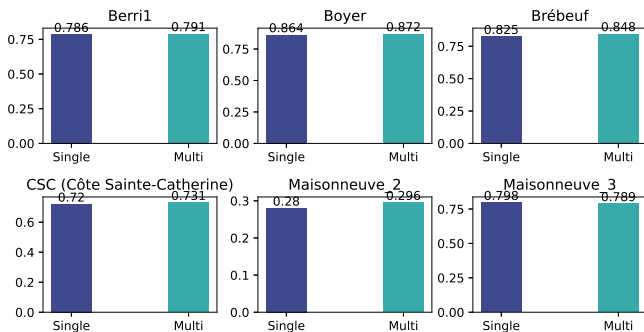 Berri1
0.786
0.791
0.75
0.50
0.25
0.00
Single
Multi
Boyer
0.864
0.872
0.75
0.50
0.25
0.00
Single
Multi
Brébeuf
0.825
0.848
0.75
0.50
0.25
0.00
Single
Multi
CSC (Côte Sainte-Catherine)
0.72
0.731
0.6
0.4
0.2
0.0
Single
Multi
Maisonneuve_2
0.28
0.296
0.3
0.2
0.1
0.0
Single
Multi
Maisonneuve_3
0.798
0.789
0.75
0.50
0.25
0.00
Single
Multi